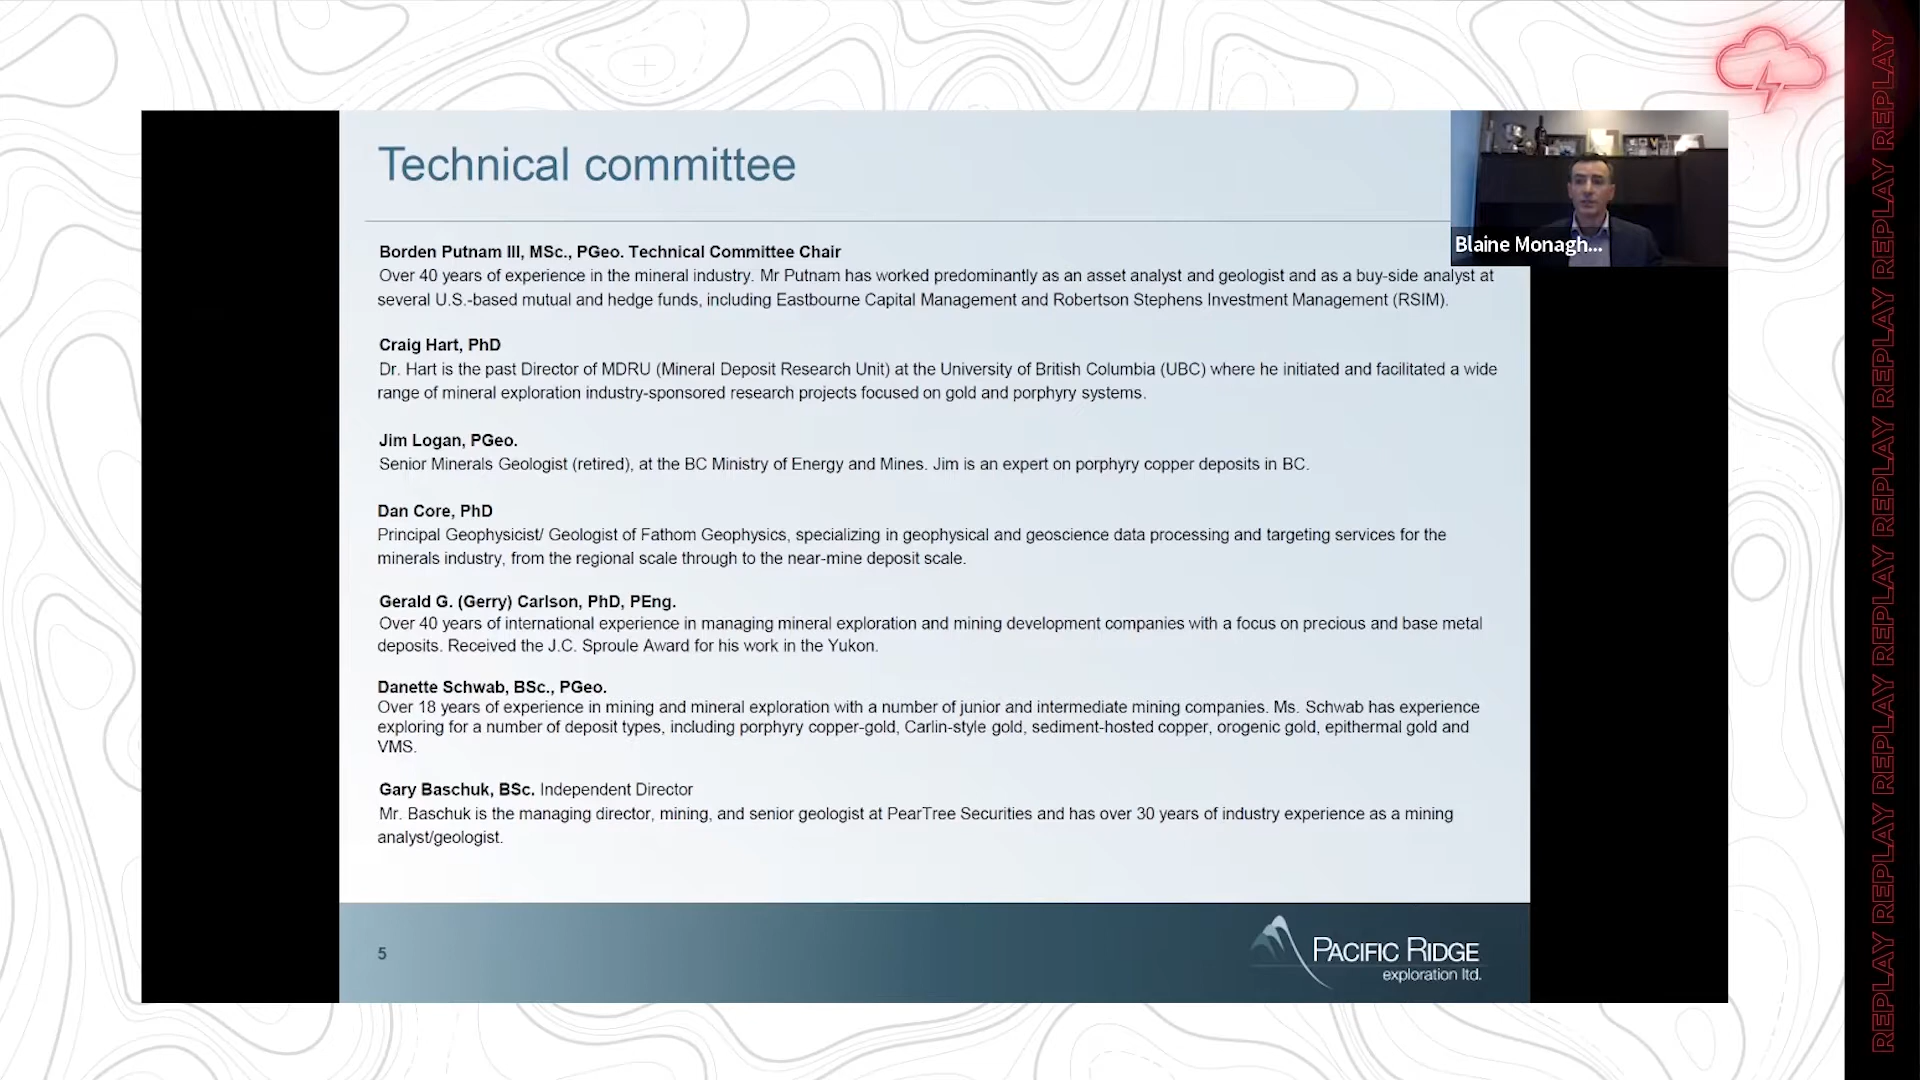 Technical committee
Blaine Monagh...
Borden Putnam III, MSc., PGeo. Technical Committee Chair
Over 40 years of experience in the mineral industry. Mr Putnam has worked predominantly as an asset analyst and geologist and as a buy-side analyst at
several U.S.-based mutual and hedge funds, including Eastbourne Capital Management and Robertson Stephens Investment Management (RSIM).
Craig Hart, PhD
Dr. Hart is the past Director of MDRU (Mineral Deposit Research Unit) at the University of British Columbia (UBC) where he initiated and facilitated a wide
range of mineral exploration industry-sponsored research projects focused on gold and porphyry systems.
Jim Logan, PGeo.
Senior Minerals Geologist (retired), at the BC Ministry of Energy and Mines. Jim is an expert on porphyry copper deposits in BC.
Dan Core, PhD
Principal Geophysicist/ Geologist of Fathom Geophysics, specializing in geophysical and geoscience data processing and targeting services for the
minerals industry, from the regional scale through to the near-mine deposit scale.
Gerald G. (Gerry) Carlson, PhD, PEng.
Over 40 years of international experience in managing mineral exploration and mining development companies with a focus on precious and base metal
deposits. Received the J.C. Sproule Award for his work in the Yukon.
Danette Schwab, BSc., PGeo.
Over 18 years of experience in mining and mineral exploration with a number of junior and intermediate mining companies. Ms. Schwab has experience
exploring for a number of deposit types, including porphyry copper-gold, Carlin-style gold, sediment-hosted copper, orogenic gold, epithermal gold and
VMS.
Gary Baschuk, BSc. Independent Director
Mr. Baschuk is the managing director, mining, and senior geologist at PearTree Securities and has over 30 years of industry experience as a mining
analyst/geologist.
5
PACIFIC RIDGE
exploration ltd.
REPLAY REPLAY REPLAY REPLAY REPLAY REPLAY REPLAY REPLAY